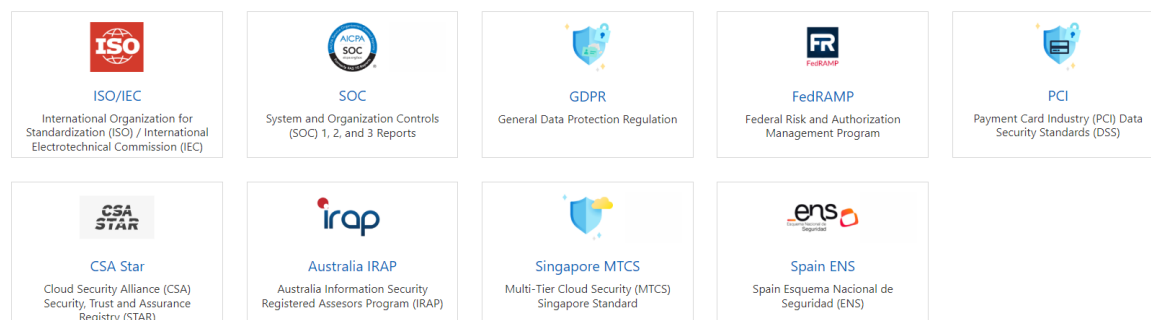 ISO
ISO/IEC
International Organization for
Standardization (ISO) / International
Electrotechnical Commission (IEC)
AICPA
SOC
SOC
System and Organization Controls
(SOC) 1, 2, and 3 Reports
GDPR
General Data Protection Regulation
FR
FedRAMP
FedRAMP
Federal Risk and Authorization
Management Program
PCI
Payment Card Industry (PCI) Data
Security Standards (DSS)
CSA
STAR
CSA Star
Cloud Security Alliance (CSA)
Security, Trust and Assurance
Registry (STAR)
irap
Australia IRAP
Australia Information Security
Registered Assesors Program (IRAP)
Singapore MTCS
Multi-Tier Cloud Security (MTCS)
Singapore Standard
ens
Esquema Nacional de
Seguridad
Spain ENS
Spain Esquema Nacional de
Seguridad (ENS)